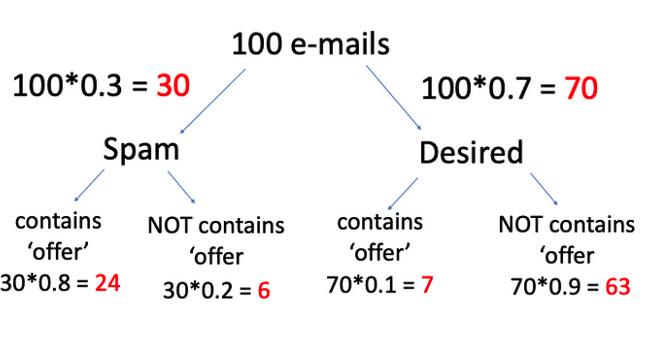 100 e-mails
100*0.3 = 30
100*0.7 = 70
Spam
Desired
contains
'offer'
30*0.8 = 24
NOT contains
'offer
30*0.2 = 6
contains
'offer'
70*0.1 = 7
NOT contains
'offer
70*0.9 = 63